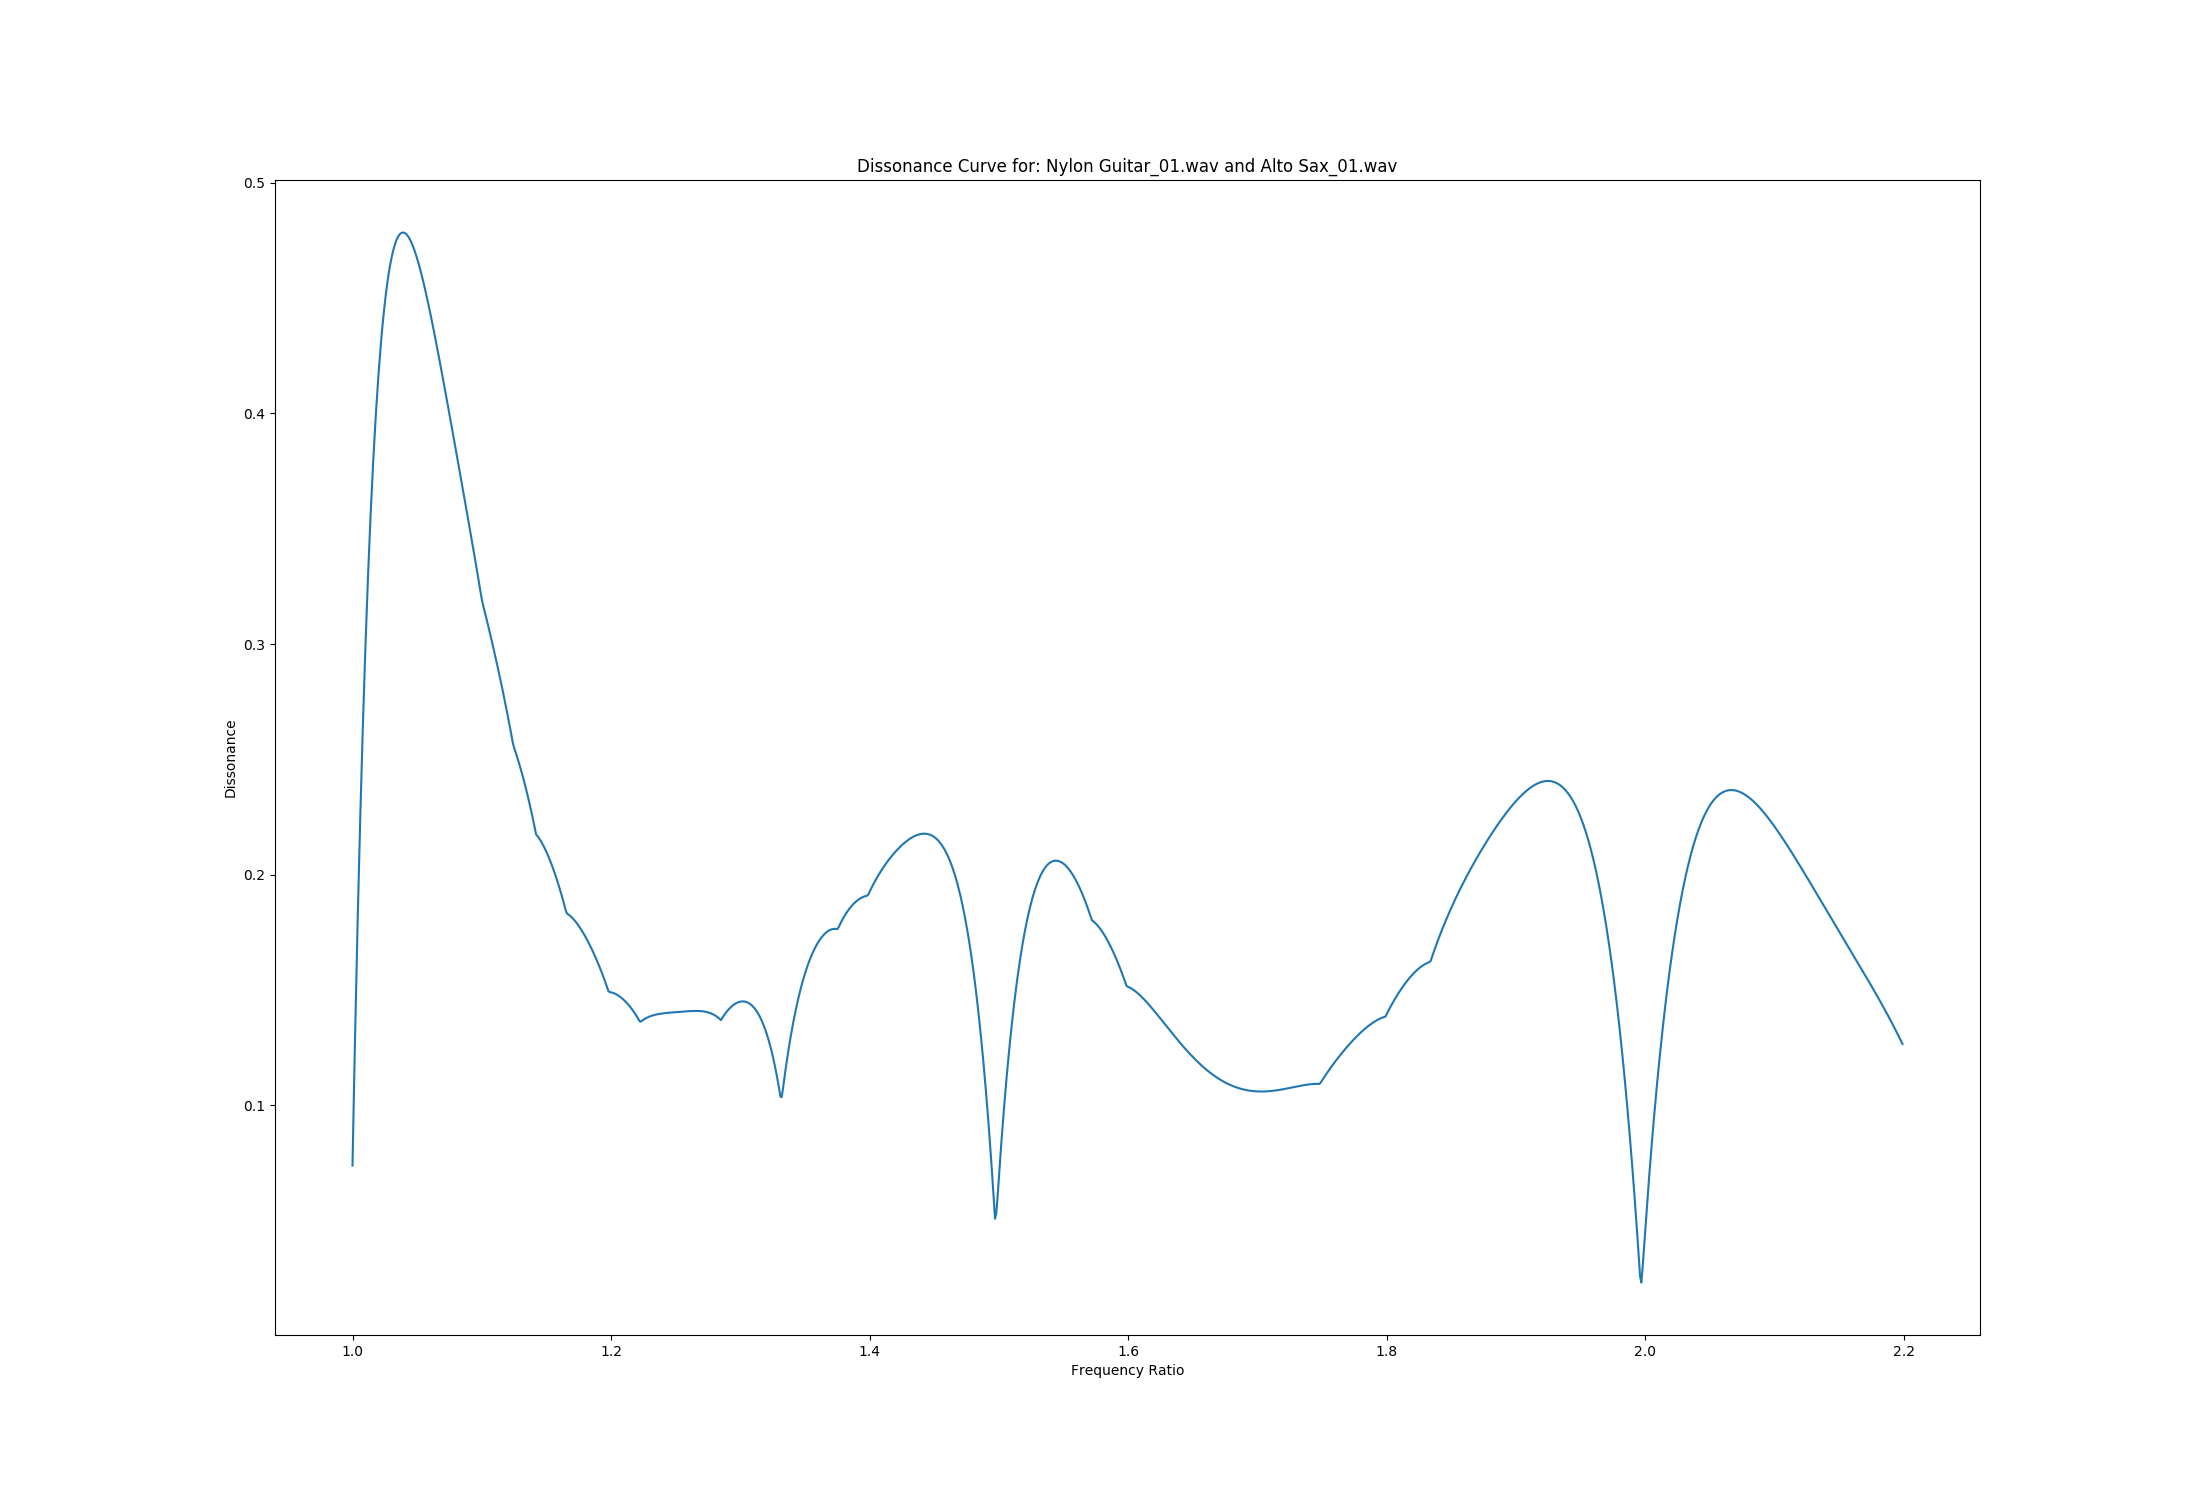 Dissonance Curve for: Nylon Guitar_01.wav and Alto Sax_01.wav
0.5
0.4
0.3
0.2
0.1
Dissonance
1.0 1.2 1.4 1.6 1.8 2.0 2.2
Frequency Ratio